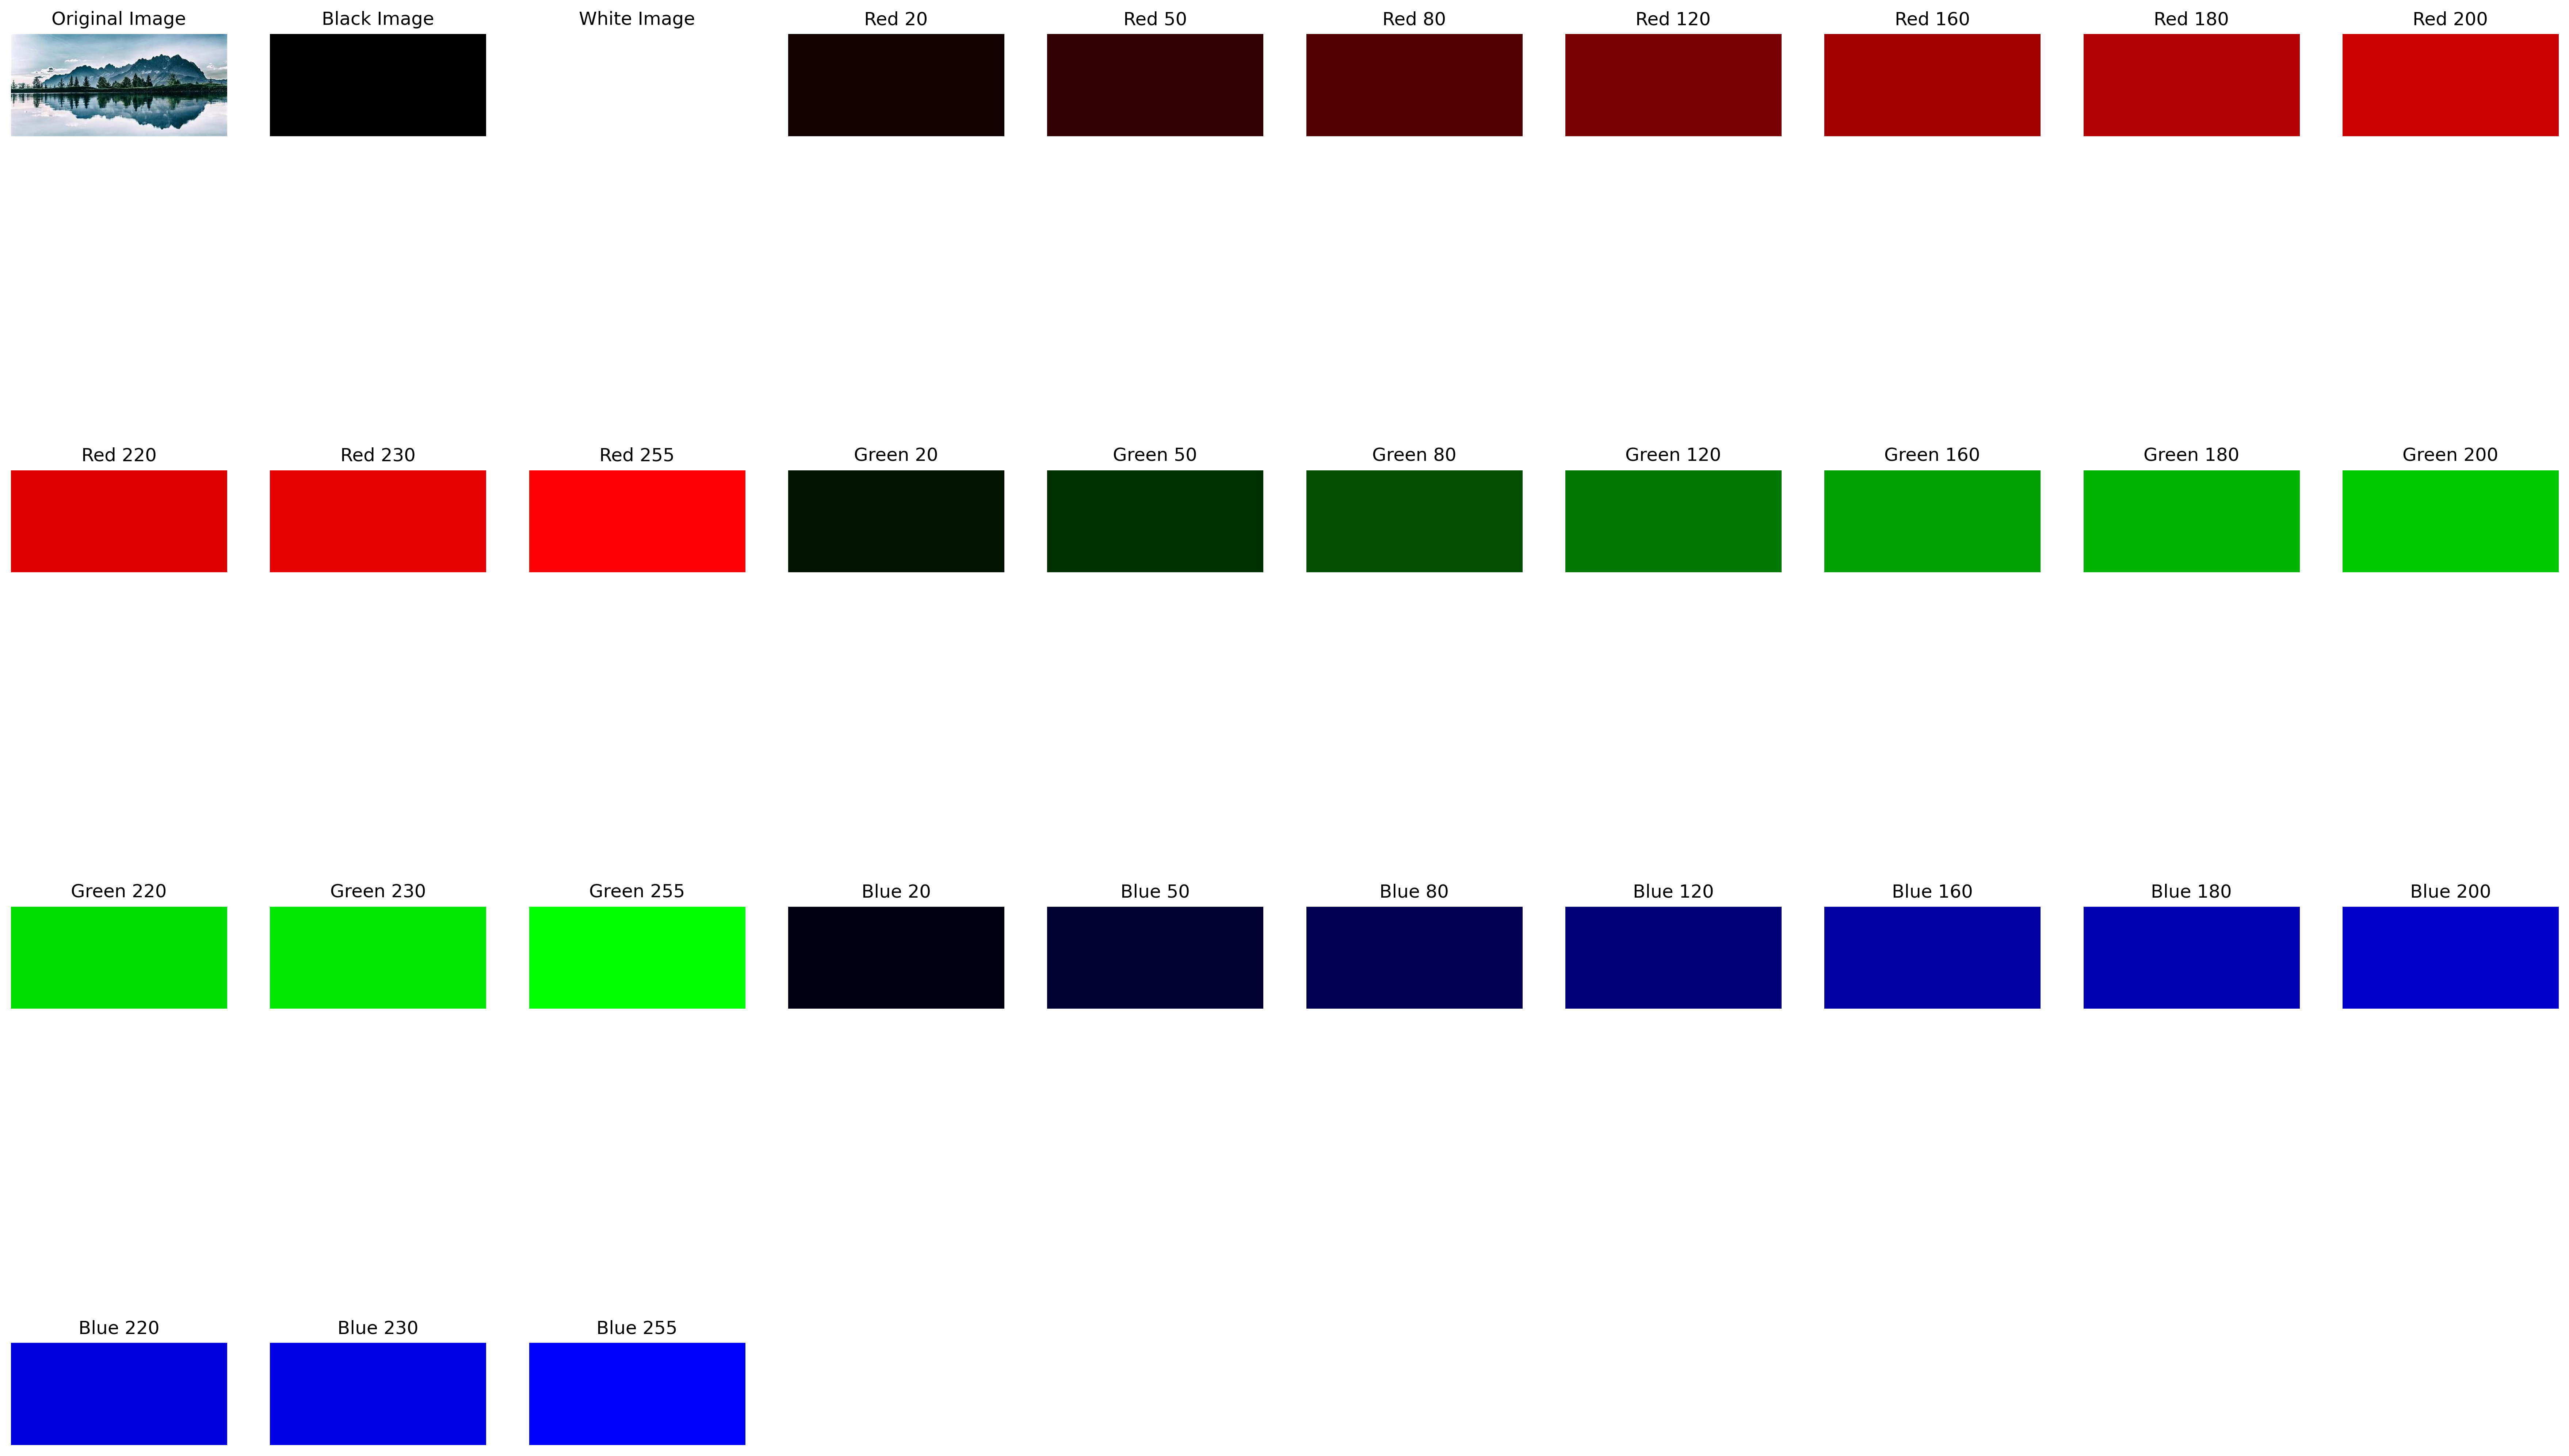 Original Image
Black Image
White Image
Red 20
Red 50
Red 80
Red 120
Red 160
Red 180
Red 200
Red 220
Red 230
Red 255
Green 20
Green 50
Green 80
Green 120
Green 160
Green 180
Green 200
Green 220
Green 230
Green 255
Blue 20
Blue 50
Blue 80
Blue 120
Blue 160
Blue 180
Blue 200
Blue 220
Blue 230
Blue 255